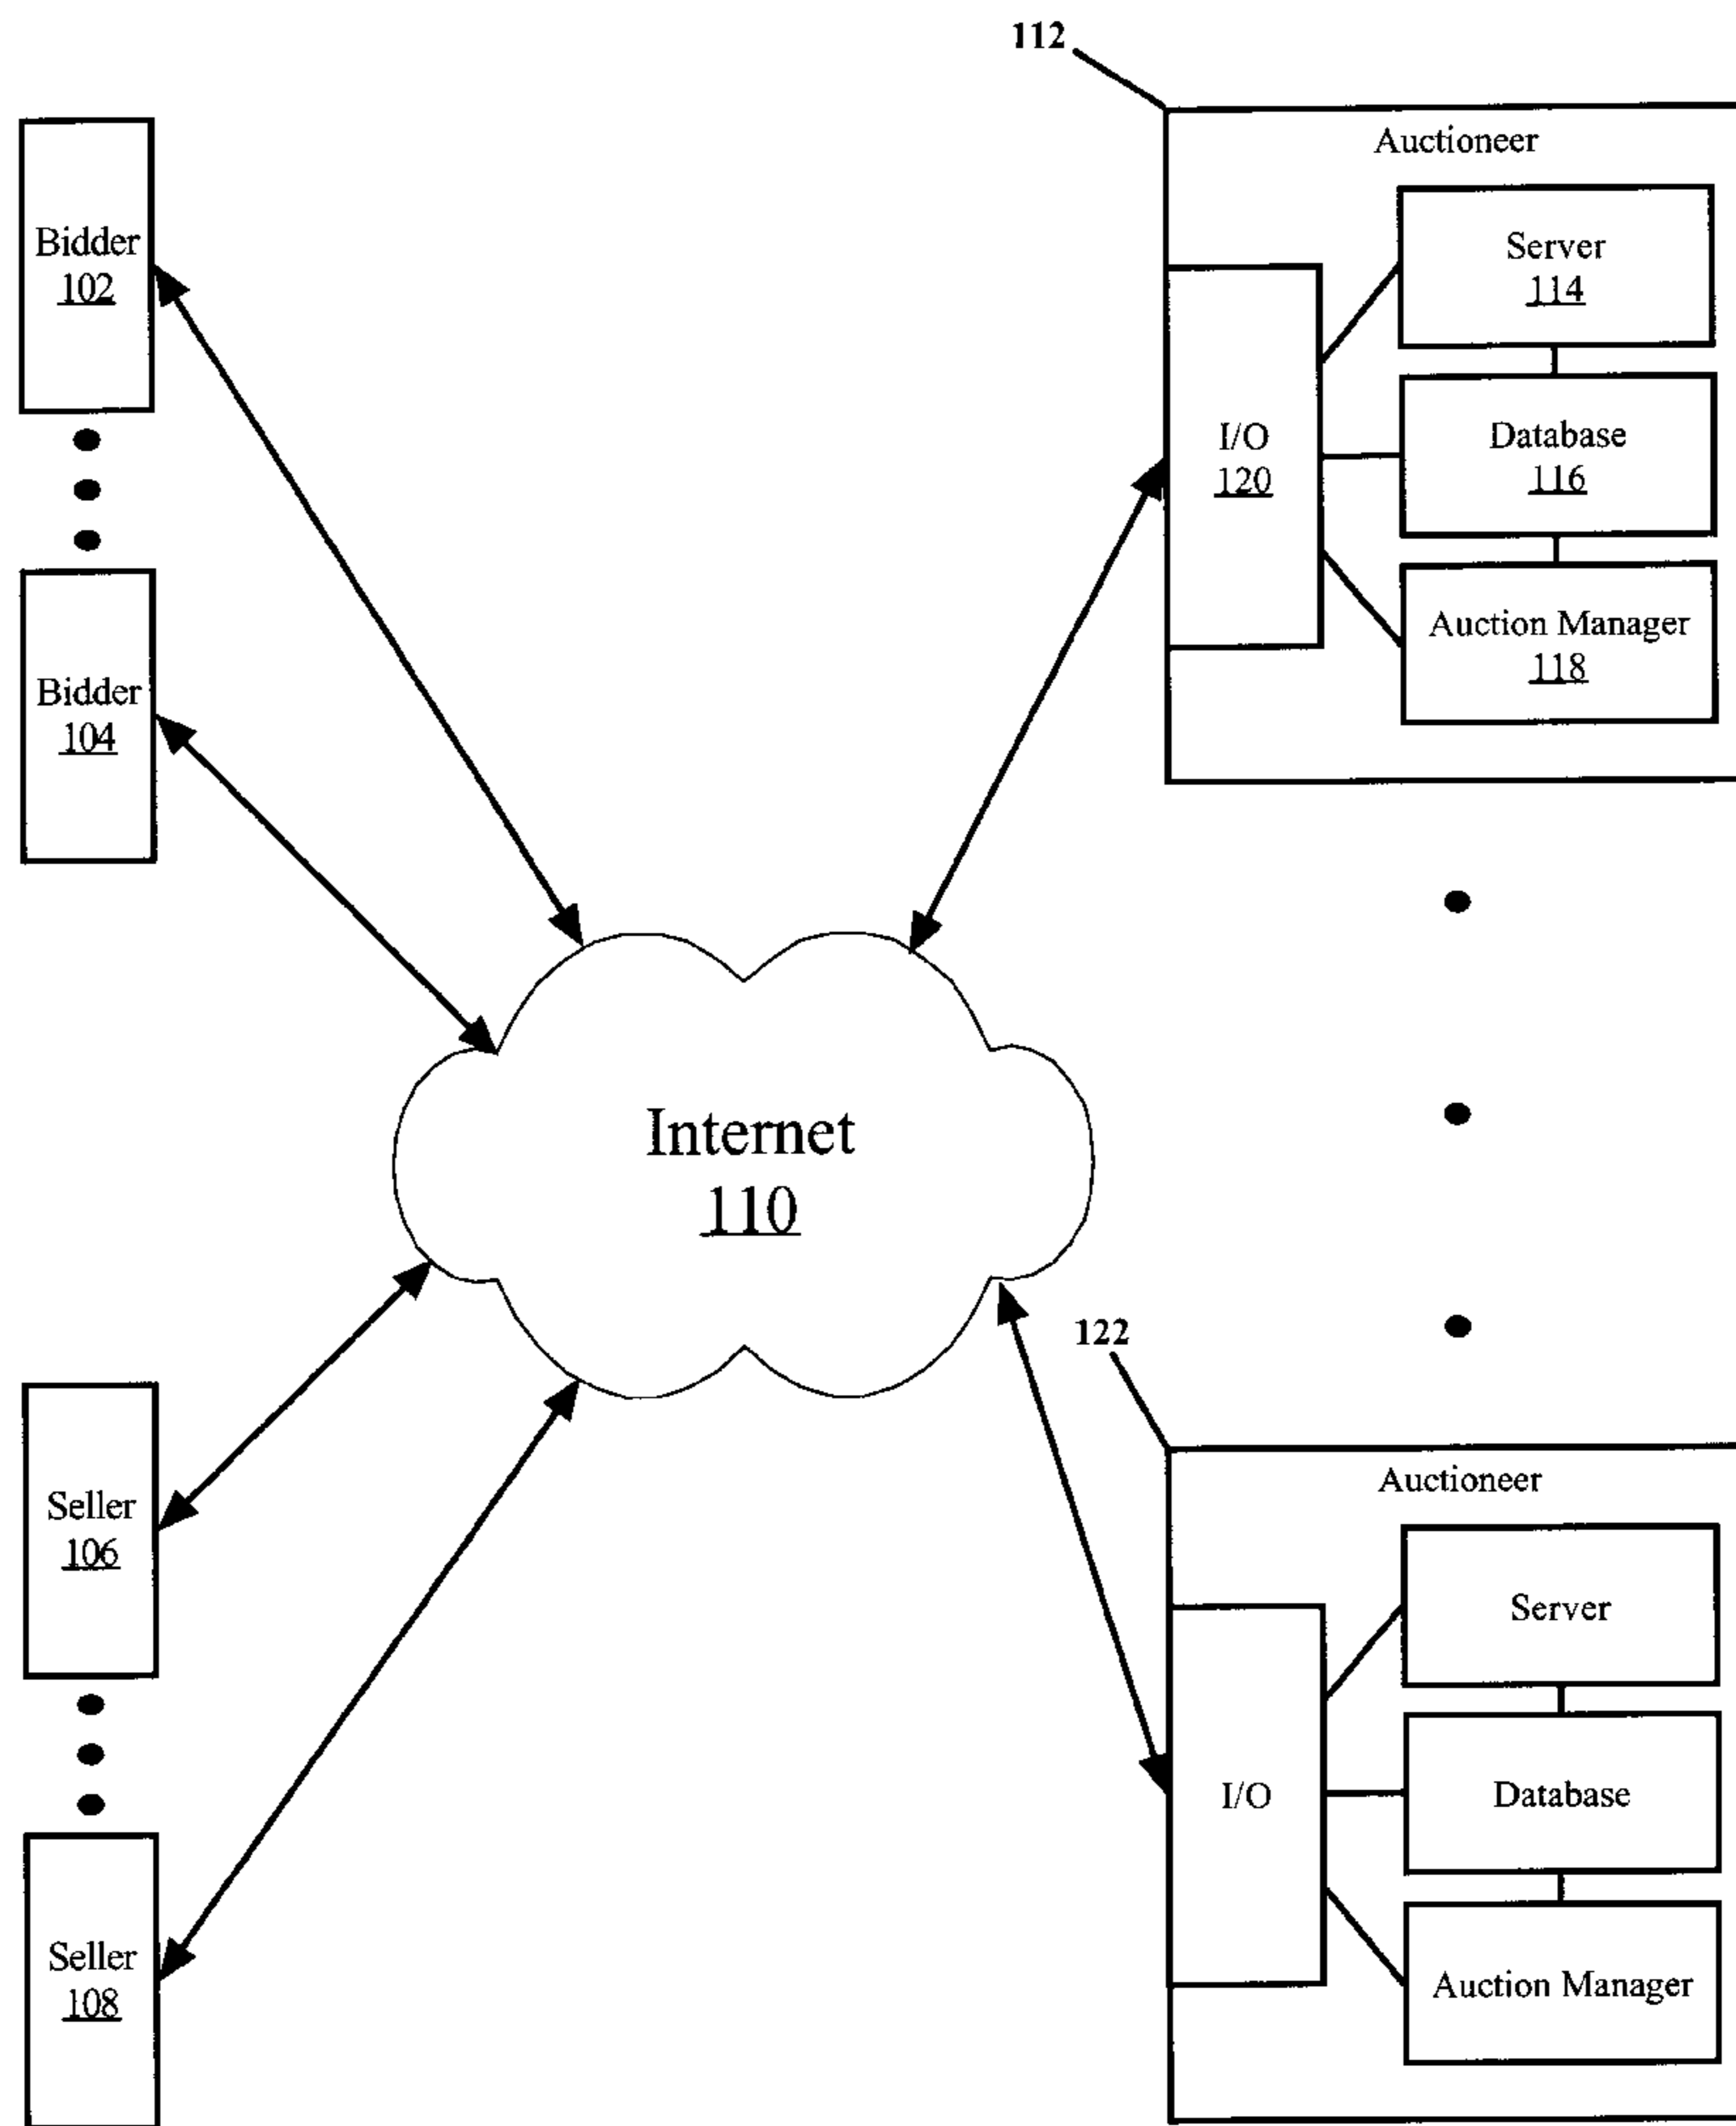 112
Auctioneer
Server
114
Database
116
Auction Manager
118
I/O
120
Bidder
102
Bidder
104
Internet
110
122
Seller
106
Seller
108
Auctioneer
Server
I/O
Database
Auction Manager